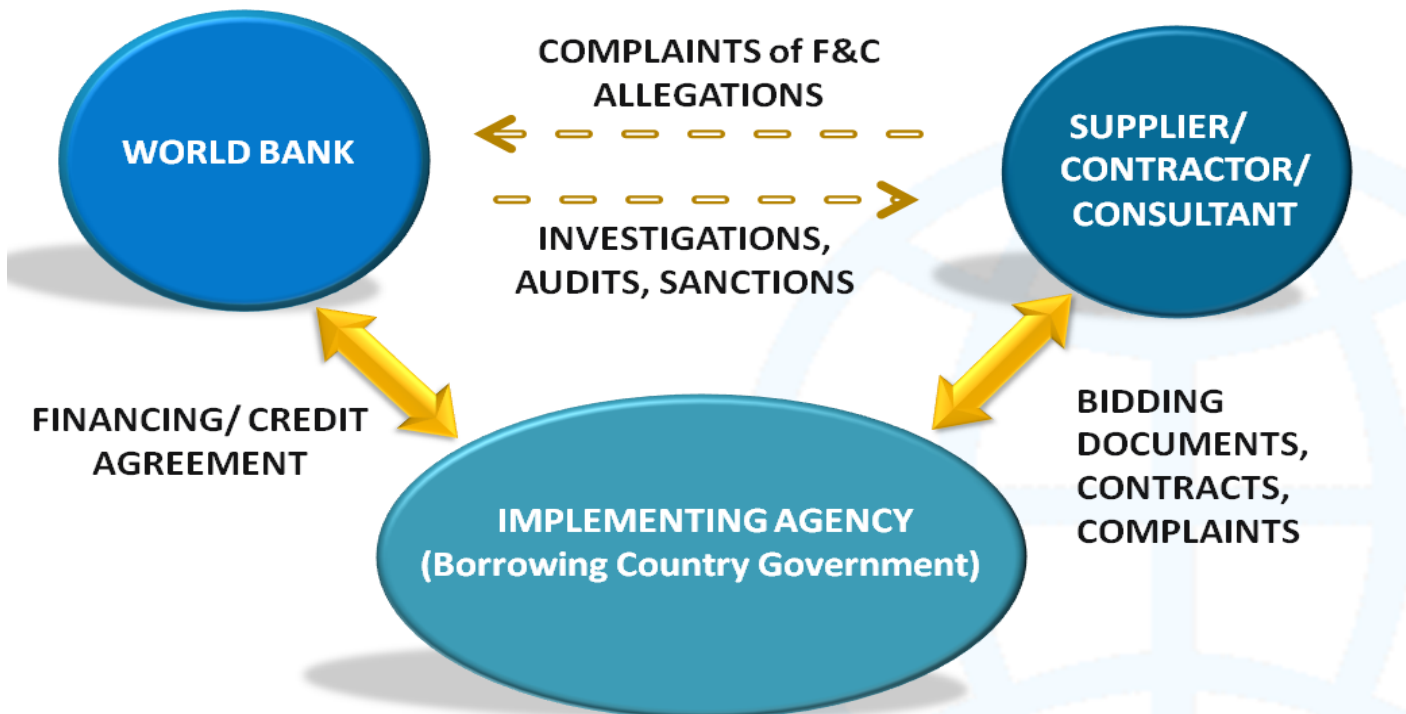 COMPLAINTS of F&C
ALLEGATIONS
WORLD BANK
SUPPLIER/
CONTRACTOR/
CONSULTANT
INVESTIGATIONS,
AUDITS, SANCTIONS
FINANCING/ CREDIT
AGREEMENT
BIDDING
DOCUMENTS,
CONTRACTS,
COMPLAINTS
IMPLEMENTING AGENCY
(Borrowing Country Government)